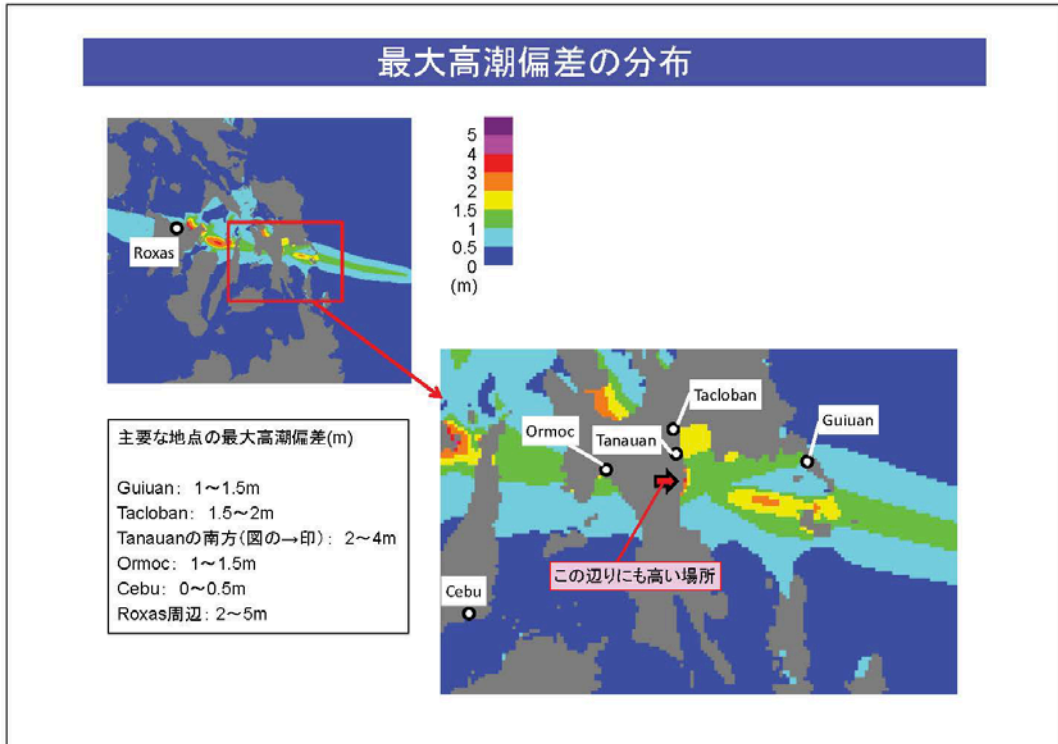 最大高潮偏差の分布
Roxas
5
4
3
2
1.5
1
0.5
0
(m)
主要な地点の最大高潮偏差(m)
Guiuan： 1～1.5m
Tacloban： 1.5～2m
Tanauanの南方(図の→印)： 2～4m
Ormoc： 1～1.5m
Cebu： 0～0.5m
Roxas周辺：2～5m
Tacloban
Ormoc
Tanauan
Guiuan
この辺りにも高い場所
Cebu